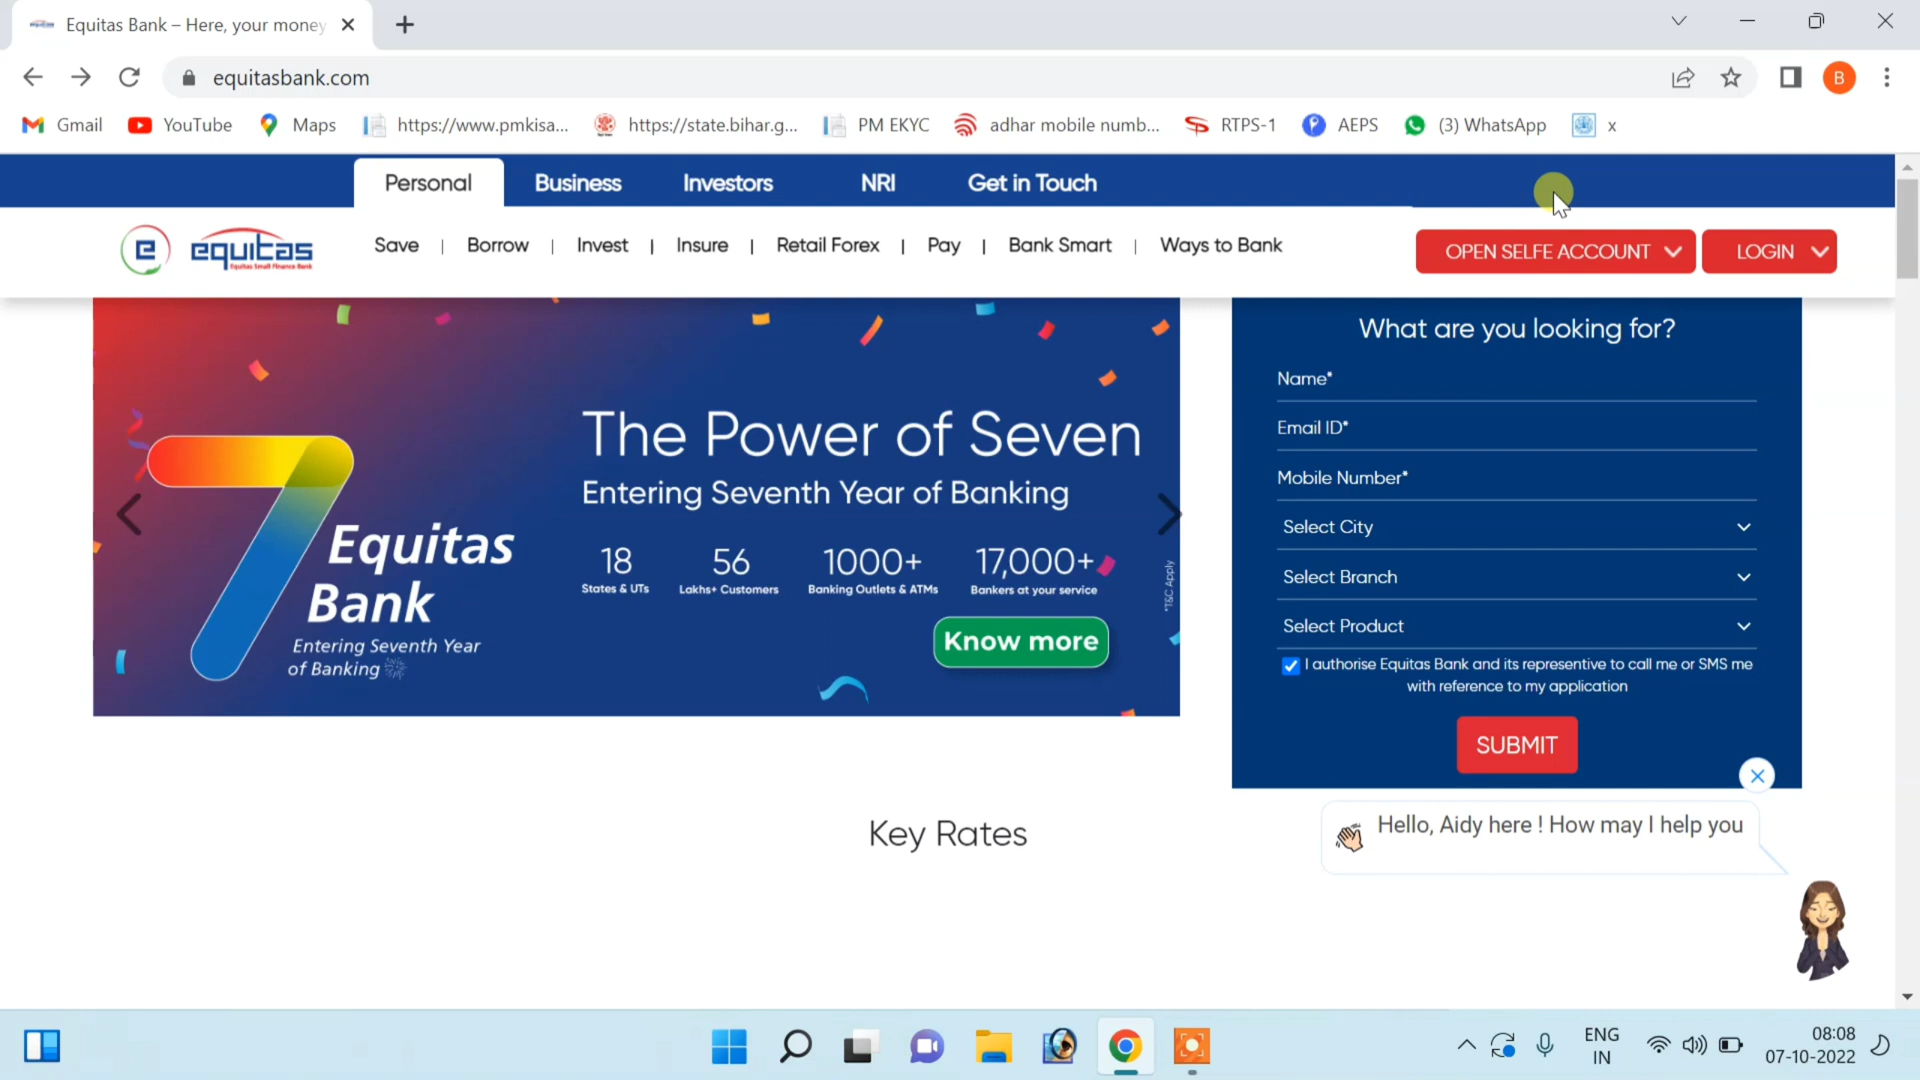 Equitas Bank – Here, your money
equitasbank.com
B
Gmail
YouTube
Maps
https://www.pmkisa...
https://state.bihar.g...
PM EKYC
adhar mobile numb...
RTPS-1
AEPS
(3) WhatsApp
x
Personal
Business
Investors
NRI
Get in Touch
e
equitas
Equitas Small Finance Bank
Save | Borrow | Invest | Insure | Retail Forex | Pay | Bank Smart | Ways to Bank
OPEN SELFE ACCOUNT
LOGIN
7
Equitas
Bank
Entering Seventh Year
of Banking
The Power of Seven
Entering Seventh Year of Banking
18
States & UTs
56
Lakhs+ Customers
1000+
Banking Outlets & ATMs
17,000+
Bankers at your service
Know more
*T&C Apply
What are you looking for?
Name*
Email ID*
Mobile Number*
Select City
Select Branch
Select Product
I authorise Equitas Bank and its representive to call me or SMS me
with reference to my application
SUBMIT
Key Rates
Hello, Aidy here ! How may I help you
ENG
IN
08:08
07-10-2022